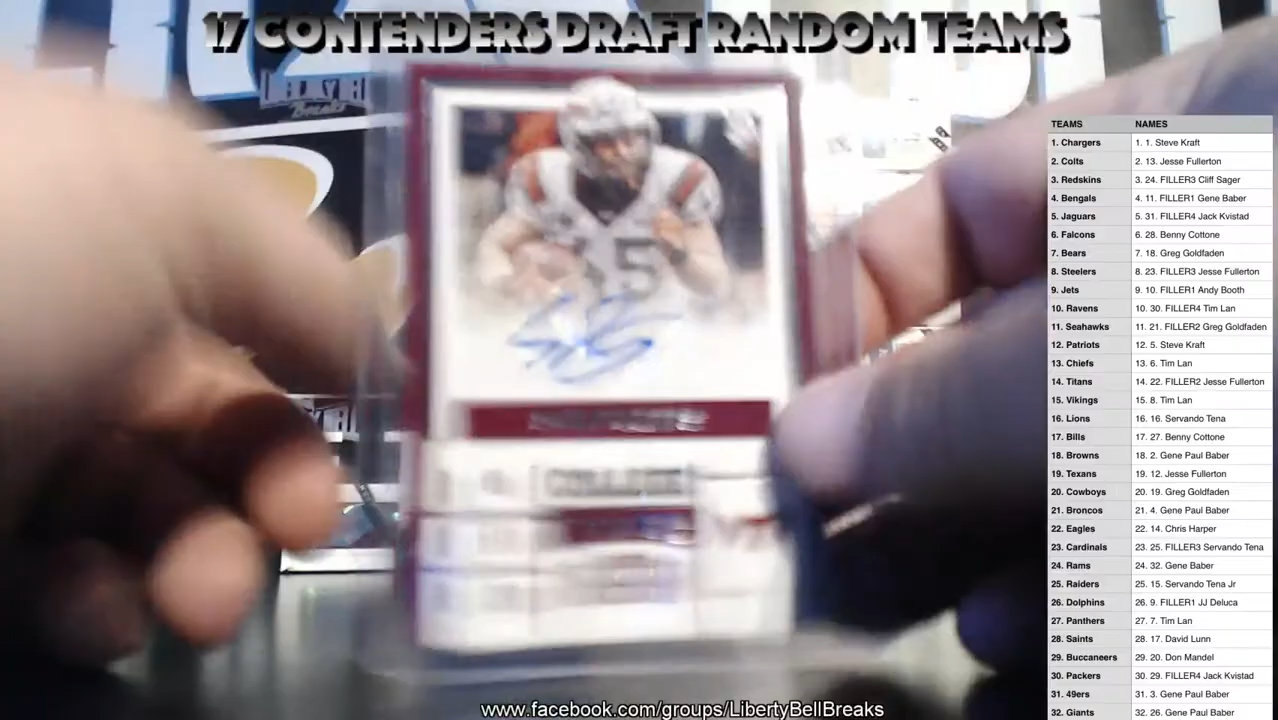 17 CONTENDERS DRAFT RANDOM TEAMS
TEAMS NAMES
1. Chargers 1. 1. Steve Kraft
2. Colts 2. 13. Jesse Fullerton
3. Redskins 3. 24. FILLER3 Cliff Sager
4. Bengals 4. 11. FILLER1 Gene Baber
5. Jaguars 5. 31. FILLER4 Jack Kvistad
6. Falcons 6. 28. Benny Cottone
7. Bears 7. 18. Greg Goldfaden
8. Steelers 8. 23. FILLER3 Jesse Fullerton
9. Jets 9. 10. FILLER1 Andy Booth
10. Ravens 10. 30. FILLER4 Tim Lan
11. Seahawks 11. 21. FILLER2 Greg Goldfaden
12. Patriots 12. 5. Steve Kraft
13. Chiefs 13. 6. Tim Lan
14. Titans 14. 22. FILLER2 Jesse Fullerton
15. Vikings 15. 8. Tim Lan
16. Lions 16. 16. Servando Tena
17. Bills 17. 27. Benny Cottone
18. Browns 18. 2. Gene Paul Baber
19. Texans 19. 12. Jesse Fullerton
20. Cowboys 20. 19. Greg Goldfaden
21. Broncos 21. 4. Gene Paul Baber
22. Eagles 22. 14. Chris Harper
23. Cardinals 23. 25. FILLER3 Servando Tena
24. Rams 24. 32. Gene Baber
25. Raiders 25. 15. Servando Tena Jr
26. Dolphins 26. 9. FILLER1 JJ Deluca
27. Panthers 27. 7. Tim Lan
28. Saints 28. 17. David Lunn
29. Buccaneers 29. 20. Don Mandel
30. Packers 30. 29. FILLER4 Jack Kvistad
31. 49ers 31. 3. Gene Paul Baber
32. Giants 32. 26. Gene Paul Baber
COLLEGE
www.facebook.com/groups/LibertyBellBreaks